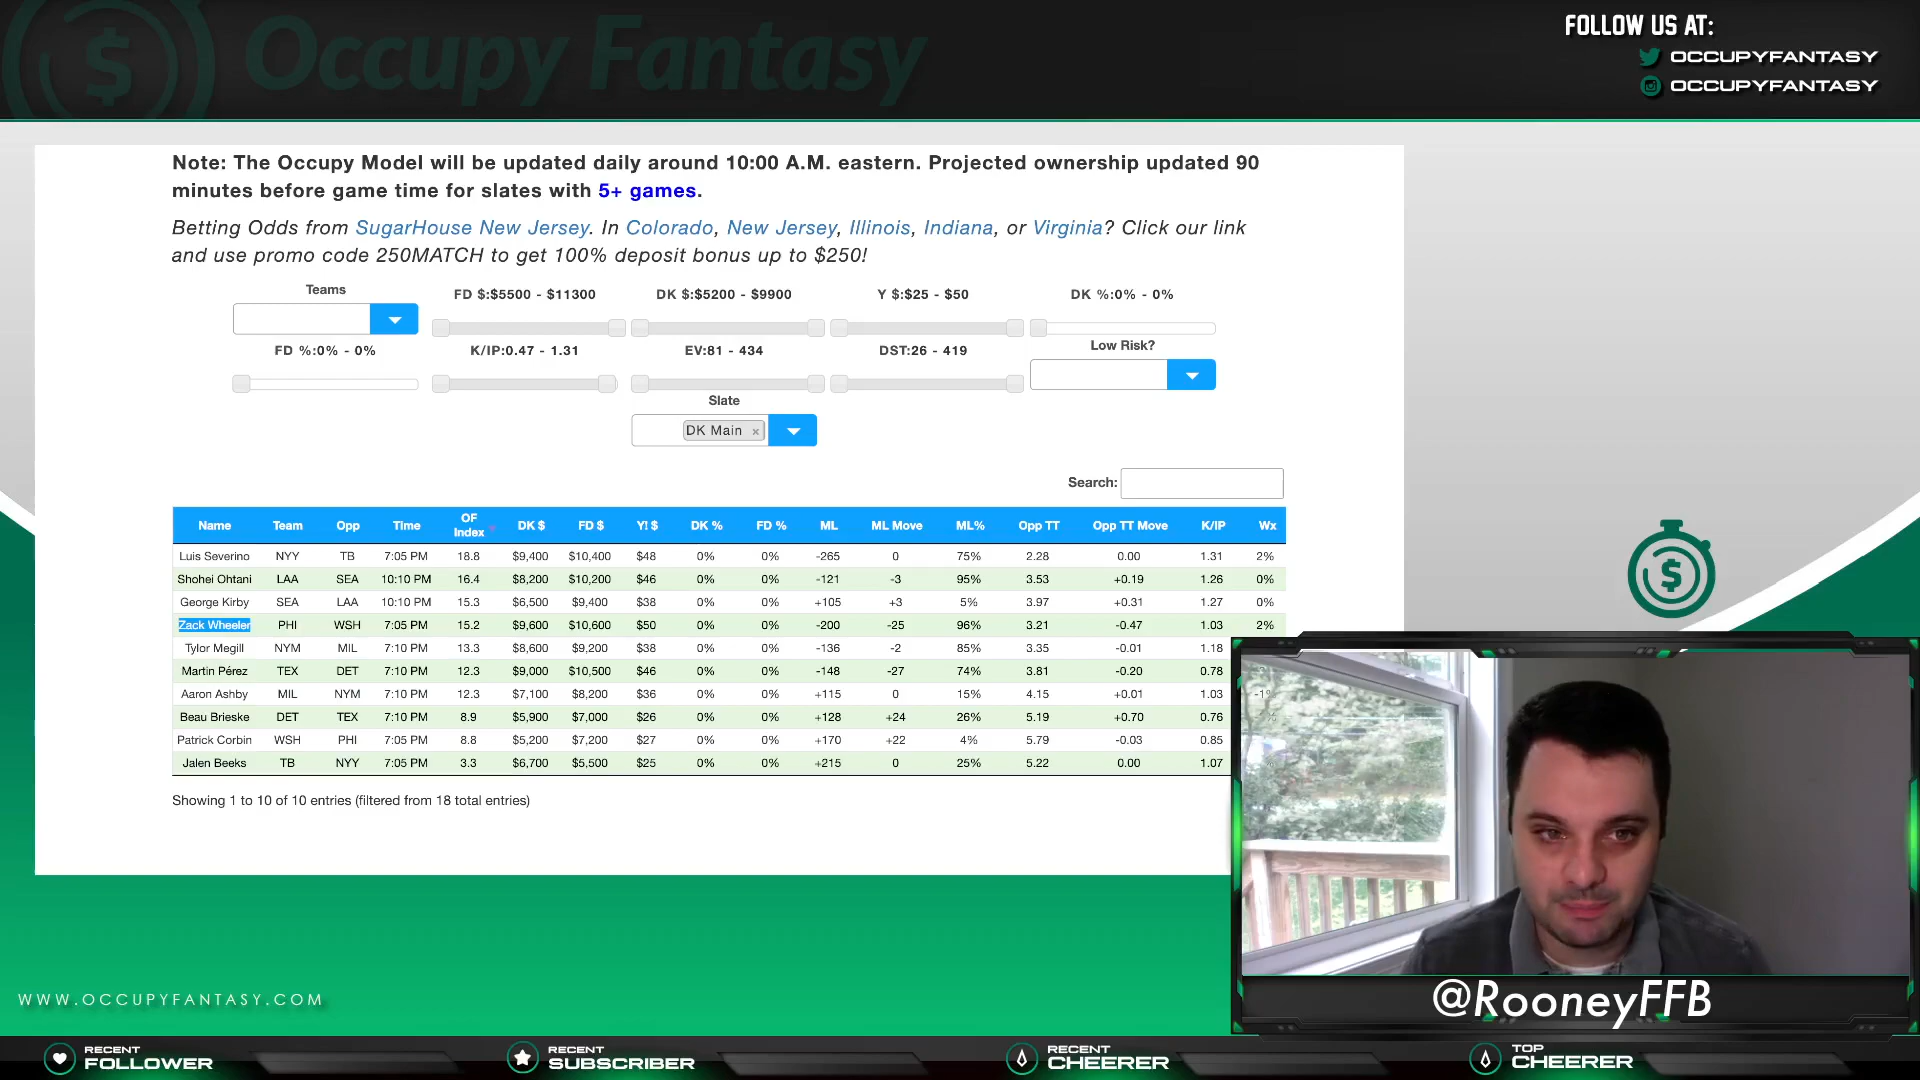 Occupy Fantasy
FOLLOW US AT:
OCCUPYFANTASY
OCCUPYFANTASY
Note: The Occupy Model will be updated daily around 10:00 A.M. eastern. Projected ownership updated 90
minutes before game time for slates with 5+ games.
Betting Odds from SugarHouse New Jersey. In Colorado, New Jersey, Illinois, Indiana, or Virginia? Click our link
and use promo code 250MATCH to get 100% deposit bonus up to $250!
Teams FD $:$5500 - $11300 DK $:$5200 - $9900 Y $:$25 - $50 DK %:0% - 0%
FD %:0% - 0% K/IP:0.47 - 1.31 EV:81 - 434 DST:26 - 419 Low Risk?
Slate
DK Main ×
Search:
Name Team Opp Time OF Index DK $ FD $ Y! $ DK % FD % ML ML Move ML% Opp TT Opp TT Move K/IP Wx
Luis Severino NYY TB 7:05 PM 18.8 $9,400 $10,400 $48 0% 0% -265 0 75% 2.28 0.00 1.31 2%
Shohei Ohtani LAA SEA 10:10 PM 16.4 $8,200 $10,200 $46 0% 0% -121 -3 95% 3.53 +0.19 1.26 0%
George Kirby SEA LAA 10:10 PM 15.3 $6,500 $9,400 $38 0% 0% +105 +3 5% 3.97 +0.31 1.27 0%
Zack Wheeler PHI WSH 7:05 PM 15.2 $9,600 $10,600 $50 0% 0% -200 -25 96% 3.21 -0.47 1.03 2%
Tylor Megill NYM MIL 7:10 PM 13.3 $8,600 $9,200 $38 0% 0% -136 -2 85% 3.35 -0.01 1.18
Martin Pérez TEX DET 7:10 PM 12.3 $9,000 $10,500 $46 0% 0% -148 -27 74% 3.81 -0.20 0.78
Aaron Ashby MIL NYM 7:10 PM 12.3 $7,100 $8,200 $36 0% 0% +115 0 15% 4.15 +0.01 1.03 -1%
Beau Brieske DET TEX 7:10 PM 8.9 $5,900 $7,000 $26 0% 0% +128 +24 26% 5.19 +0.70 0.76
Patrick Corbin WSH PHI 7:05 PM 8.8 $5,200 $7,200 $27 0% 0% +170 +22 4% 5.79 -0.03 0.85
Jalen Beeks TB NYY 7:05 PM 3.3 $6,700 $5,500 $25 0% 0% +215 0 25% 5.22 0.00 1.07
Showing 1 to 10 of 10 entries (filtered from 18 total entries)
@RooneyFFB
WWW.OCCUPYFANTASY.COM
RECENT FOLLOWER
RECENT SUBSCRIBER
RECENT CHEERER
TOP CHEERER